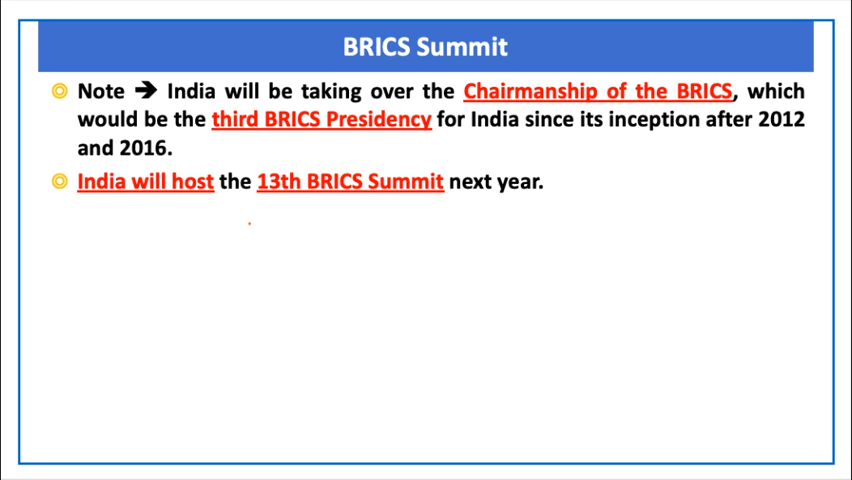 BRICS Summit
Note ➔ India will be taking over the Chairmanship of the BRICS, which
would be the third BRICS Presidency for India since its inception after 2012
and 2016.
India will host the 13th BRICS Summit next year.